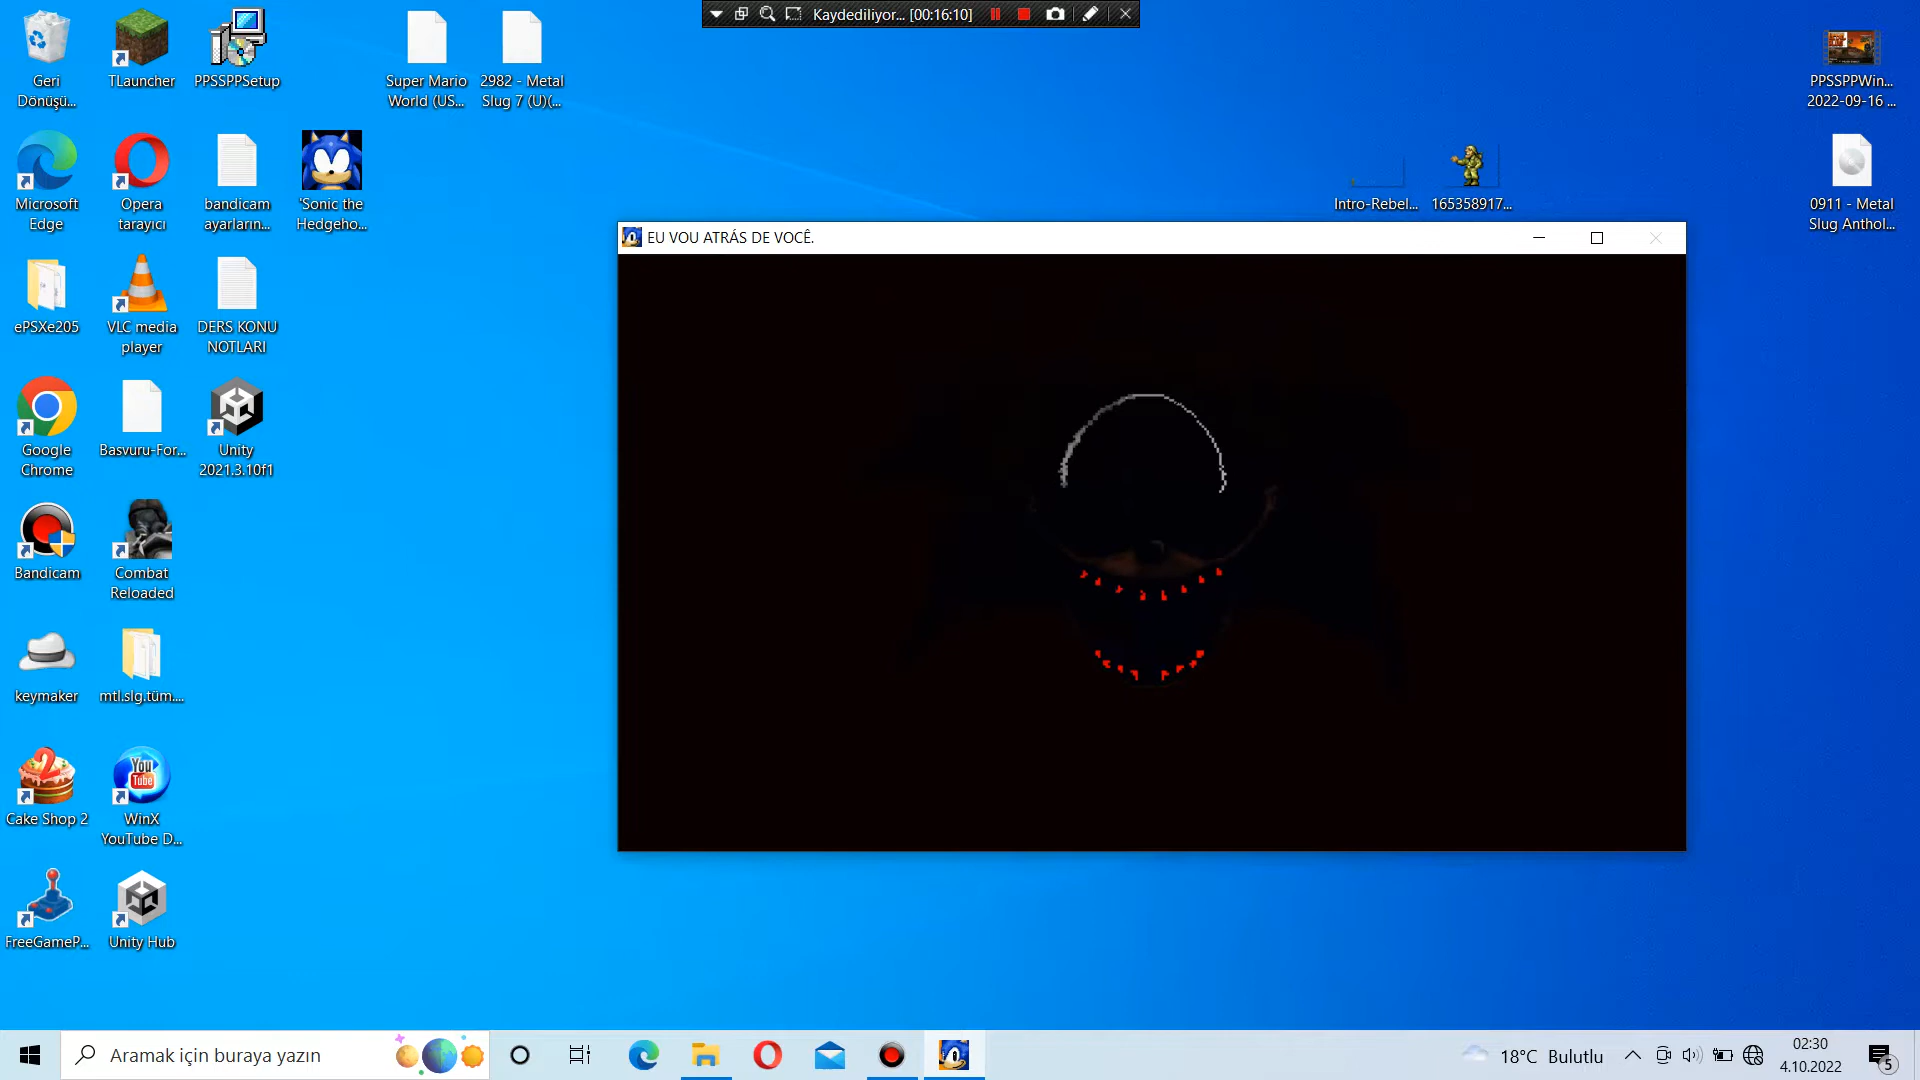 Kaydediliyor... [00:16:10]
Geri
Dönüşü...
TLauncher
PPSSPPSetup
Super Mario
World (US...
2982 - Metal
Slug 7 (U)(...
PPSSPPWin...
2022-09-16 ...
Microsoft
Edge
Opera
tarayıcı
bandicam
ayarların...
'Sonic the
Hedgeho...
Intro-Rebel...
165358917...
0911 - Metal
Slug Anthol...
EU VOU ATRÁS DE VOCÊ.
ePSXe205
VLC media
player
DERS KONU
NOTLARI
Google
Chrome
Basvuru-For...
Unity
2021.3.10f1
Bandicam
Combat
Reloaded
keymaker
mtl.slg.tüm....
2
Cake Shop 2
You
Tube
WinX
YouTube D...
FreeGameP...
Unity Hub
Aramak için buraya yazın
18°C Bulutlu
02:30
4.10.2022
5